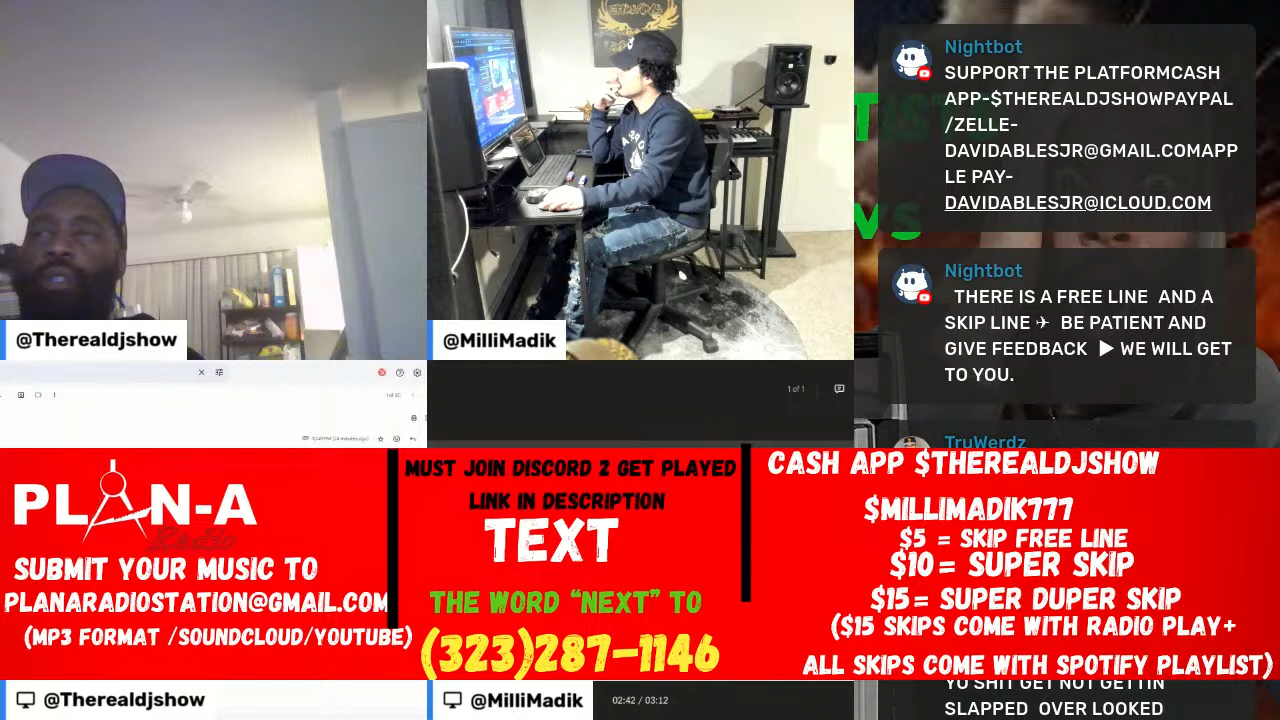 Nightbot
SUPPORT THE PLATFORMCASH
APP-$THEREALDJSHOWPAYPAL
/ZELLE-
DAVIDABLESJR@GMAIL.COMAPP
LE PAY-
DAVIDABLESJR@ICLOUD.COM
Nightbot
THERE IS A FREE LINE AND A
SKIP LINE ✈ BE PATIENT AND
GIVE FEEDBACK ▶ WE WILL GET
TO YOU.
TruWerdz
@Therealdjshow
@MilliMadik
1 of 1
PLAN-A
Radio
SUBMIT YOUR MUSIC TO
PLANARADIOSTATION@GMAIL.COM
(MP3 FORMAT /SOUNDCLOUD/YOUTUBE)
MUST JOIN DISCORD 2 GET PLAYED
LINK IN DESCRIPTION
TEXT
THE WORD “NEXT” TO
(323)287-1146
CASH APP $THEREALDJSHOW
$MILLIMADIK777
$5 = SKIP FREE LINE
$10 = SUPER SKIP
$15 = SUPER DUPER SKIP
($15 SKIPS COME WITH RADIO PLAY+
ALL SKIPS COME WITH SPOTIFY PLAYLIST)
@Therealdjshow
@MilliMadik
02:42 / 03:12
YO SHIT GET NOT GETTIN
SLAPPED OVER LOOKED